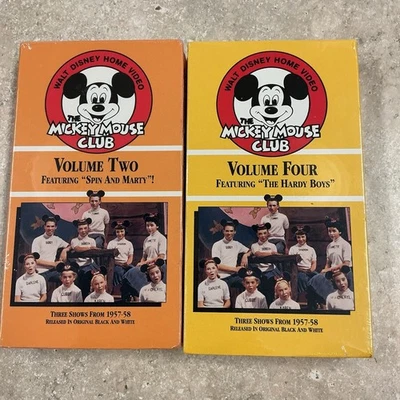 WALT DISNEY HOME VIDEO
THE
MICKEY MOUSE
CLUB
VOLUME TWO
FEATURING "SPIN AND MARTY"!
THREE SHOWS FROM 1957-58
RELEASED IN ORIGINAL BLACK AND WHITE
WALT DISNEY HOME VIDEO
THE
MICKEY MOUSE
CLUB
VOLUME FOUR
FEATURING "THE HARDY BOYS"
THREE SHOWS FROM 1957-58
RELEASED IN ORIGINAL BLACK AND WHITE